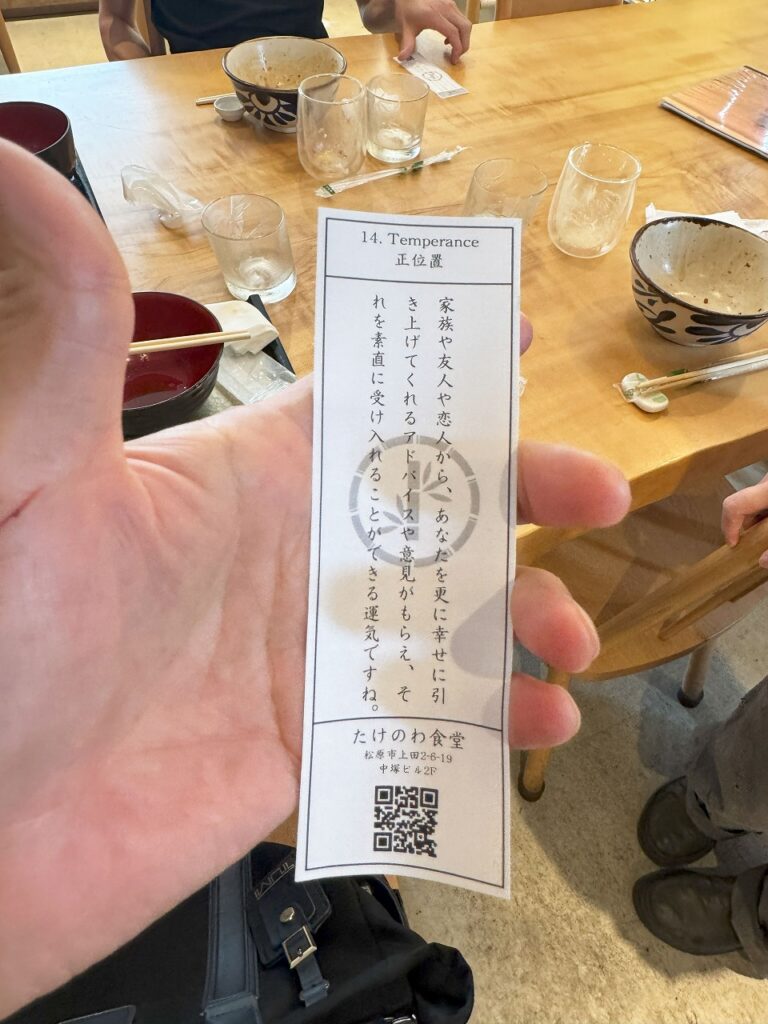 14. Temperance
正位置
家族や友人や恋人から、あなたを更に幸せに引
き上げてくれるアドバイスや意見がもらえ、そ
れを素直に受け入れることができる運気ですね。
たけのわ食堂
松原市上田2-6-19
中塚ビル2F
TUMI